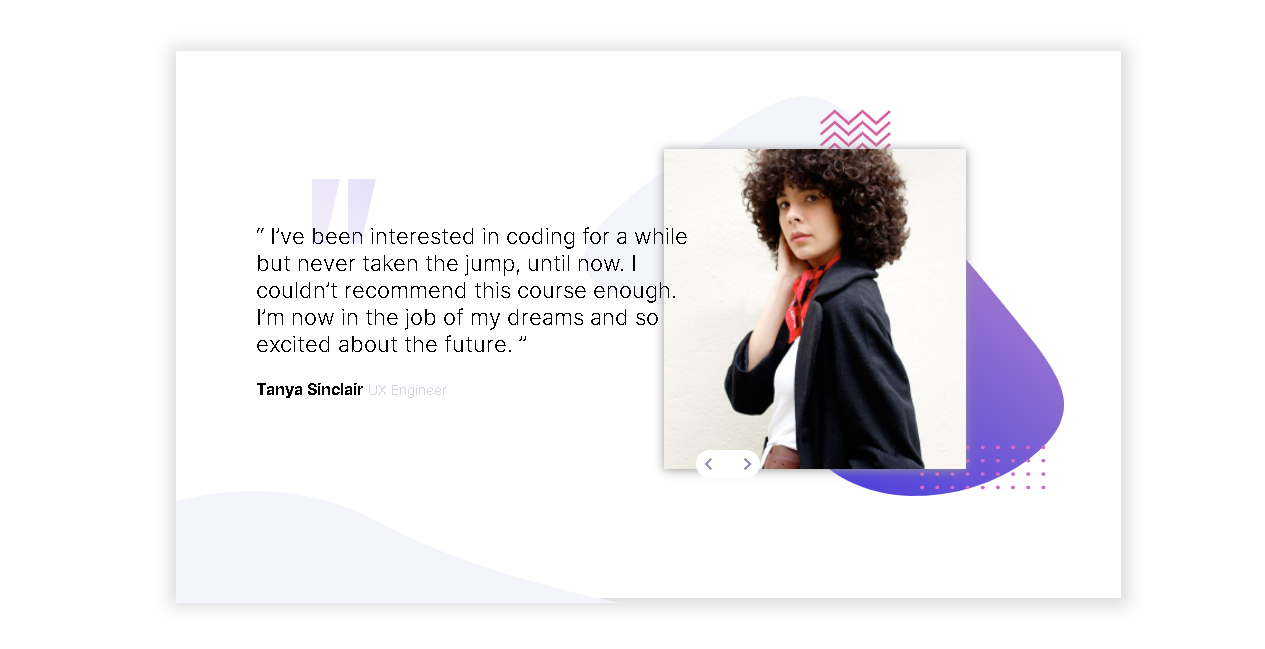 “ I’ve been interested in coding for a while
but never taken the jump, until now. I
couldn’t recommend this course enough.
I’m now in the job of my dreams and so
excited about the future. ”
Tanya Sinclair UX Engineer